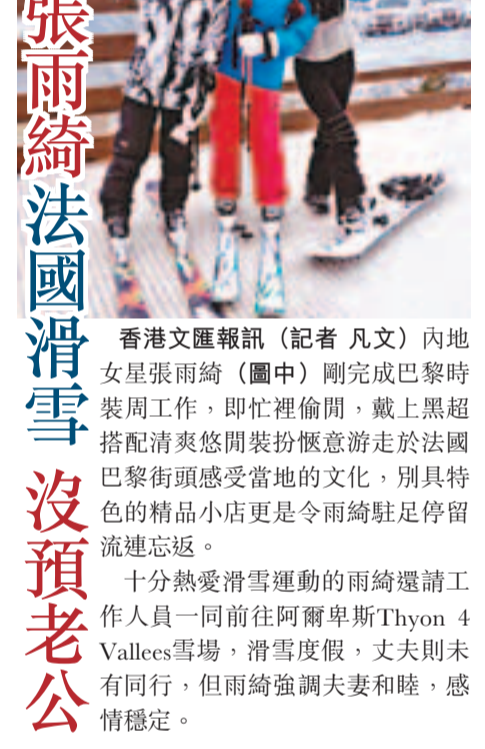 張雨綺法國滑雪 沒預老公
香港文匯報訊（記者 凡文）內地
女星張雨綺（圖中）剛完成巴黎時
裝周工作，即忙裡偷閒，戴上黑超
搭配清爽悠閒裝扮愜意游走於法國
巴黎街頭感受當地的文化，別具特
色的精品小店更是令雨綺駐足停留
流連忘返。
十分熱愛滑雪運動的雨綺還請工
作人員一同前往阿爾卑斯Thyon 4
Vallees雪場，滑雪度假，丈夫則未
有同行，但雨綺強調夫妻和睦，感
情穩定。